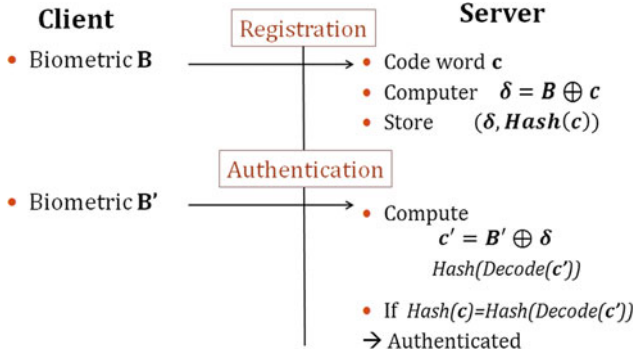 Client
Registration
Server
• Biometric B
• Code word c
• Computer δ = B ⊕ c
• Store (δ, Hash(c))
Authentication
• Biometric B'
• Compute
c' = B' ⊕ δ
Hash(Decode(c'))
• If Hash(c)=Hash(Decode(c'))
→ Authenticated